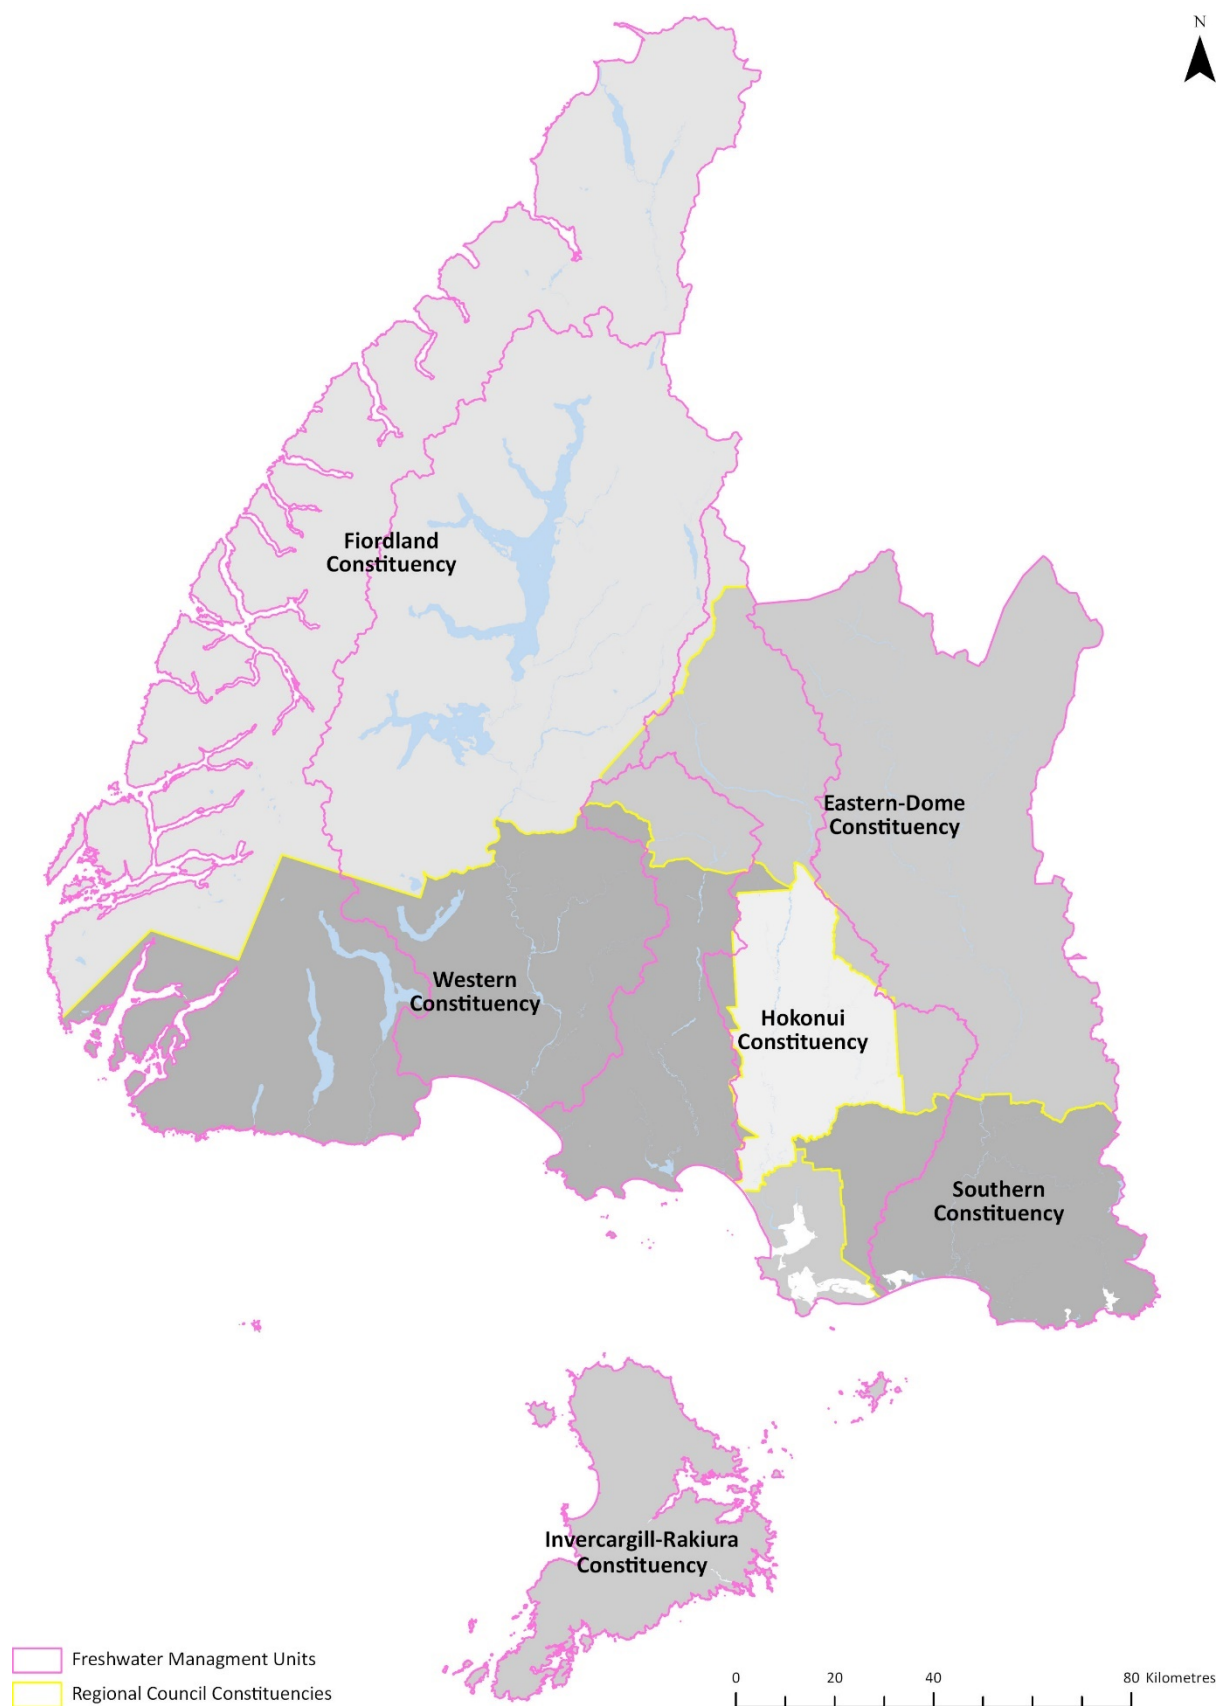 N
Fiordland
Constituency
Eastern-Dome
Constituency
Western
Constituency
Hokonui
Constituency
Southern
Constituency
Invercargill-Rakiura
Constituency
Freshwater Managment Units
Regional Council Constituencies
0 20 40 80 Kilometres